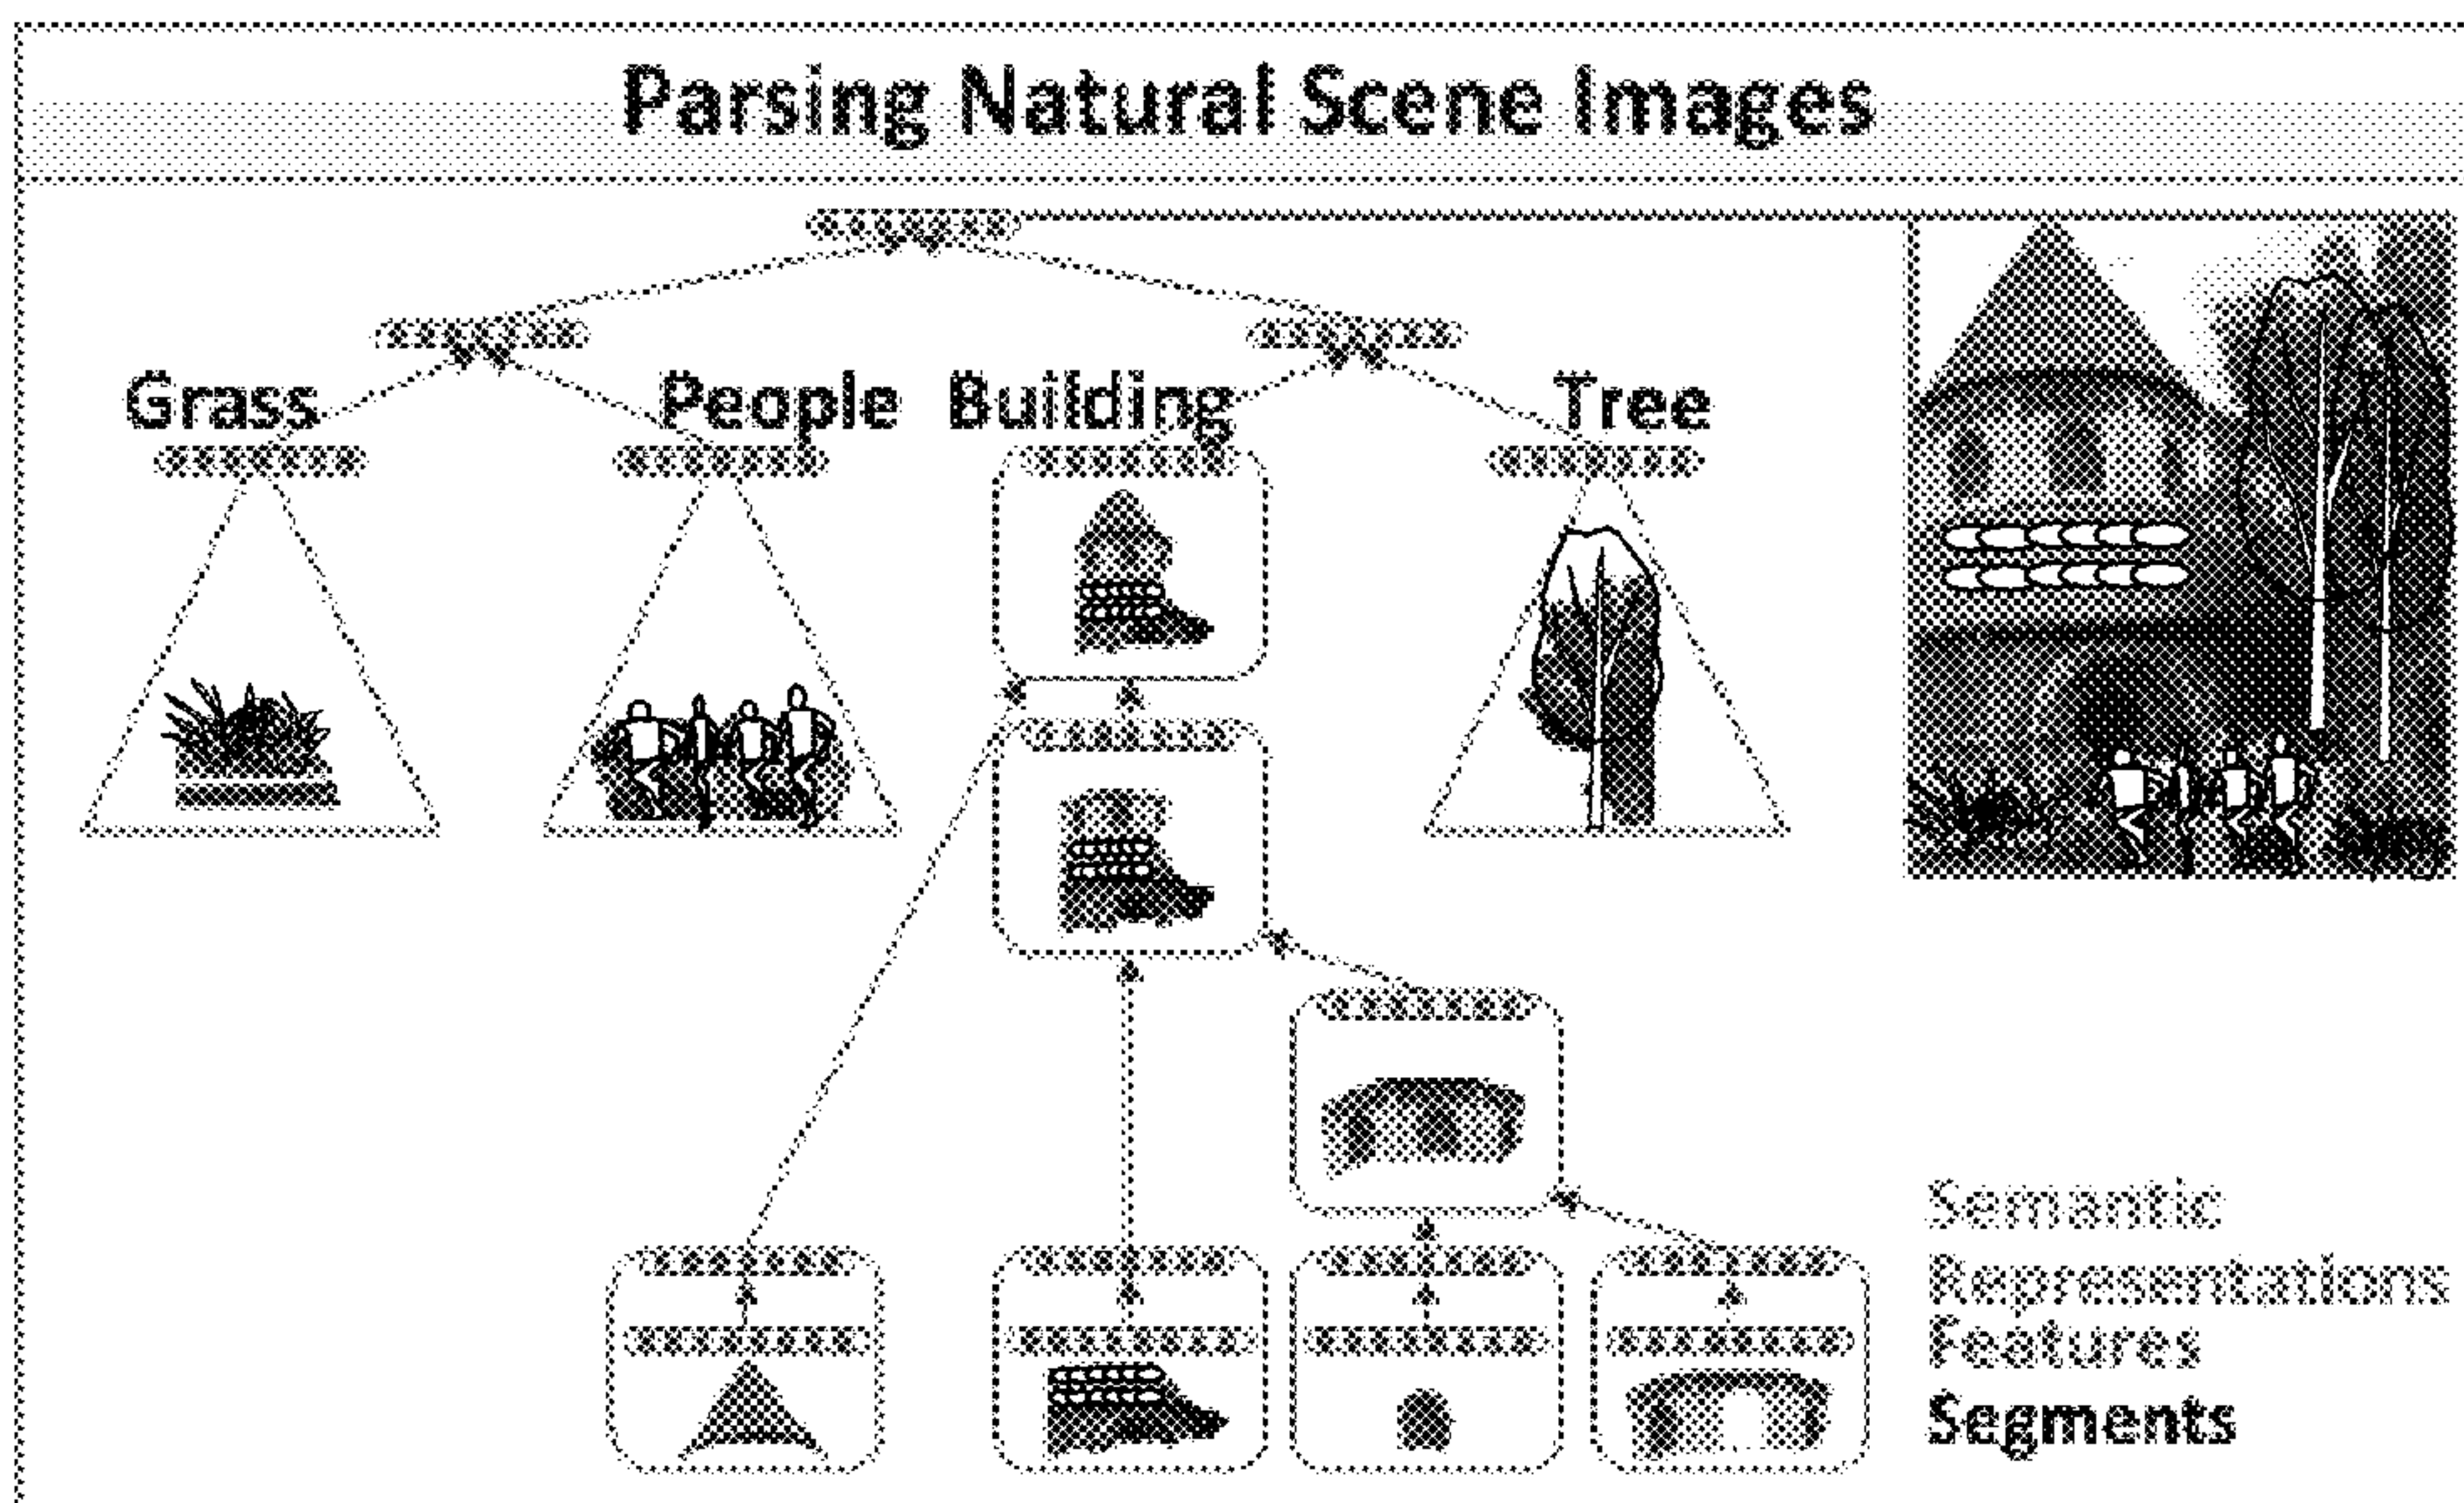 Parsing Natural Scene Images
Grass People Building Tree
Semantic
Representations
Features
Segments